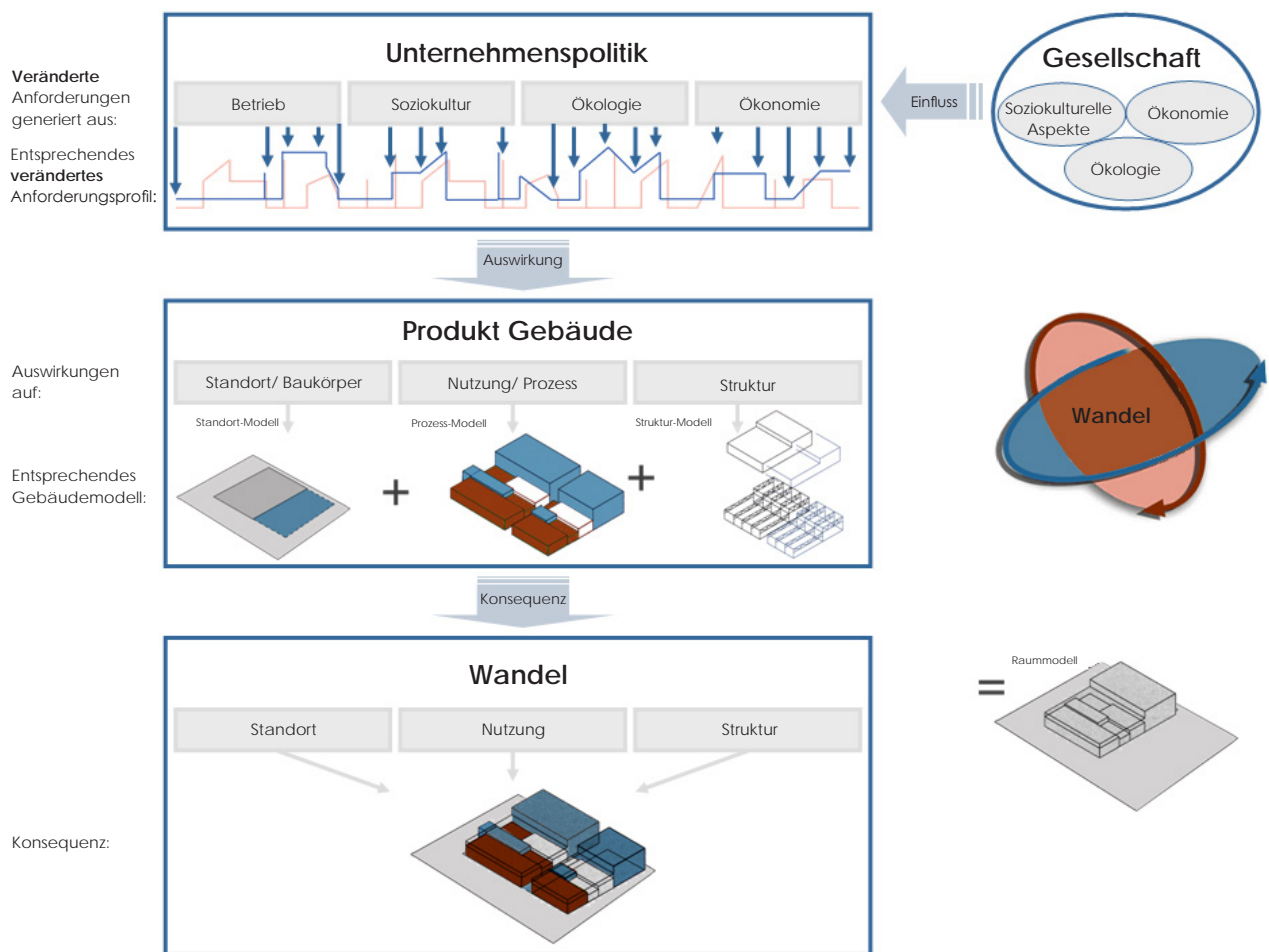 Unternehmenspolitik
Gesellschaft
Veränderte
Anforderungen
generiert aus:
Betrieb
Soziokultur
Ökologie
Ökonomie
Einfluss
Soziokulturelle
Aspekte
Ökonomie
Ökologie
Entsprechendes
verändertes
Anforderungsprofil:
Auswirkung
Produkt Gebäude
Auswirkungen
auf:
Standort/ Baukörper
Nutzung/ Prozess
Struktur
Standort-Modell
Prozess-Modell
Struktur-Modell
Wandel
Entsprechendes
Gebäudemodell:
+
+
Konsequenz
Wandel
=
Raummodell
Standort
Nutzung
Struktur
Konsequenz: